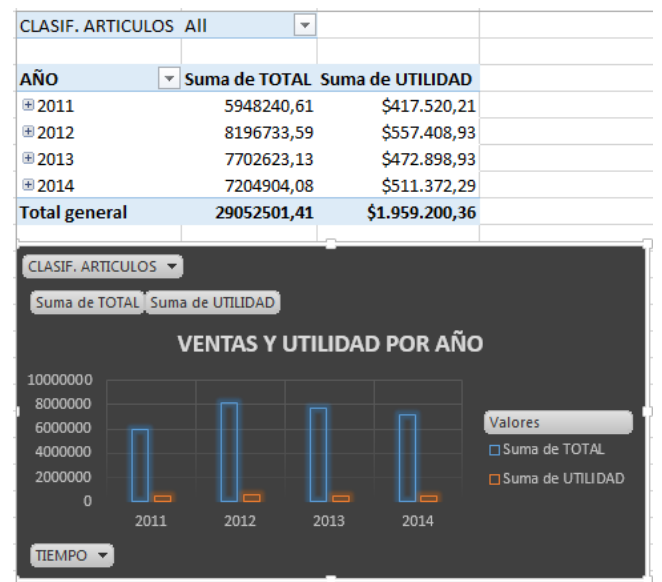 CLASIF. ARTICULOS All
AÑO Suma de TOTAL Suma de UTILIDAD
2011 5948240,61 $417.520,21
2012 8196733,59 $557.408,93
2013 7702623,13 $472.898,93
2014 7204904,08 $511.372,29
Total general 29052501,41 $1.959.200,36
CLASIF. ARTICULOS
Suma de TOTAL Suma de UTILIDAD
VENTAS Y UTILIDAD POR AÑO
10000000
8000000
6000000
4000000
2000000
0
2011 2012 2013 2014
Valores
Suma de TOTAL
Suma de UTILIDAD
TIEMPO